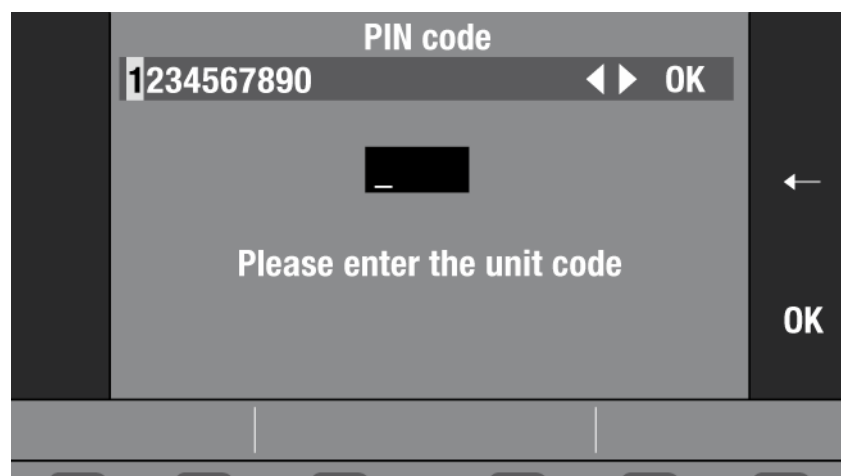 PIN code
1234567890 OK
_
Please enter the unit code
←
OK